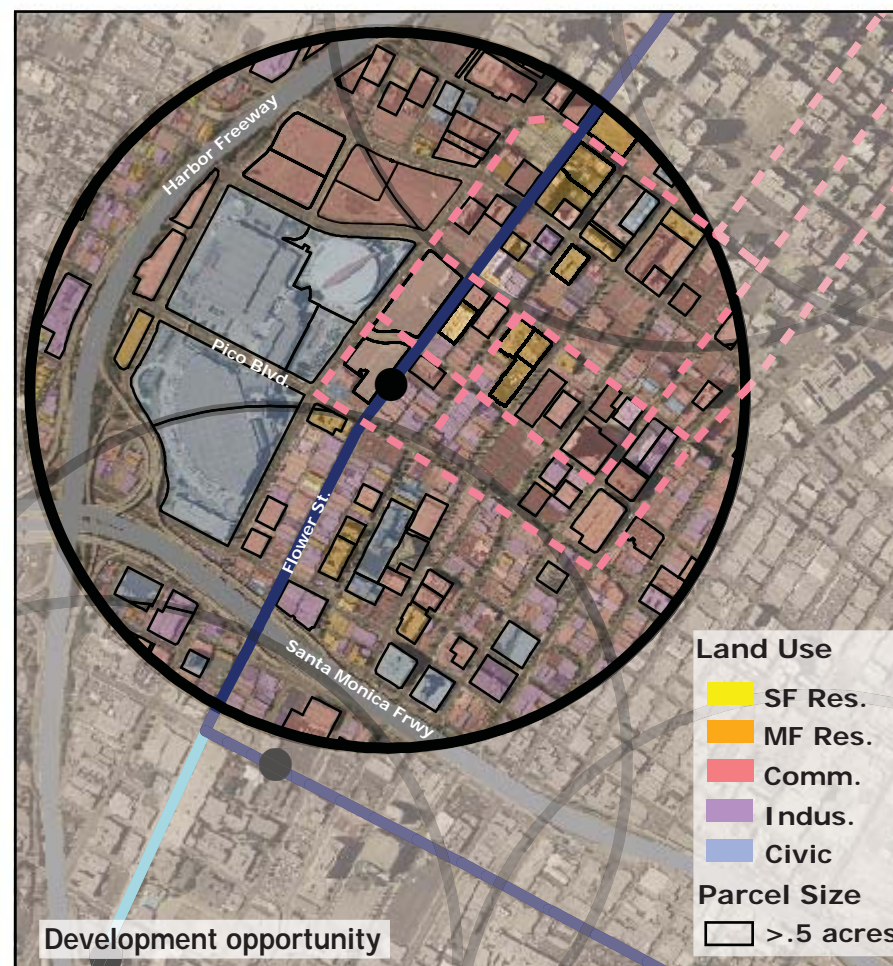 Harbor Freeway
Pico Blvd.
Flower St.
Santa Monica Frwy
Land Use
SF Res.
MF Res.
Comm.
Indus.
Civic
Parcel Size
>.5 acres
Development opportunity